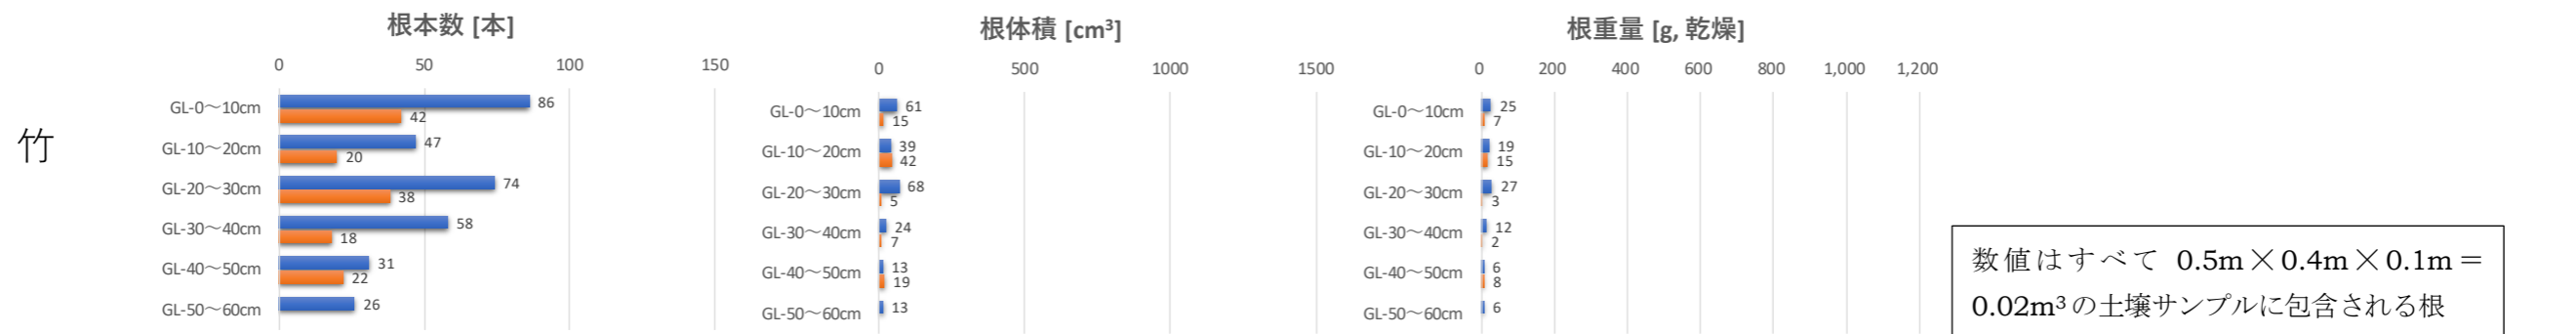 根本数 [本]
0 50 100 150
竹
GL-0～10cm 86 42
GL-10～20cm 47 20
GL-20～30cm 74 38
GL-30～40cm 58 18
GL-40～50cm 31 22
GL-50～60cm 26
根体積 [cm³]
0 500 1000 1500
GL-0～10cm 61 15
GL-10～20cm 39 42
GL-20～30cm 68 5
GL-30～40cm 24 7
GL-40～50cm 13 19
GL-50～60cm 13
根重量 [g, 乾燥]
0 200 400 600 800 1,000 1,200
GL-0～10cm 25 7
GL-10～20cm 19 15
GL-20～30cm 27 3
GL-30～40cm 12 2
GL-40～50cm 6 8
GL-50～60cm 6
数値はすべて 0.5m×0.4m×0.1m＝
0.02m³の土壌サンプルに包含される根